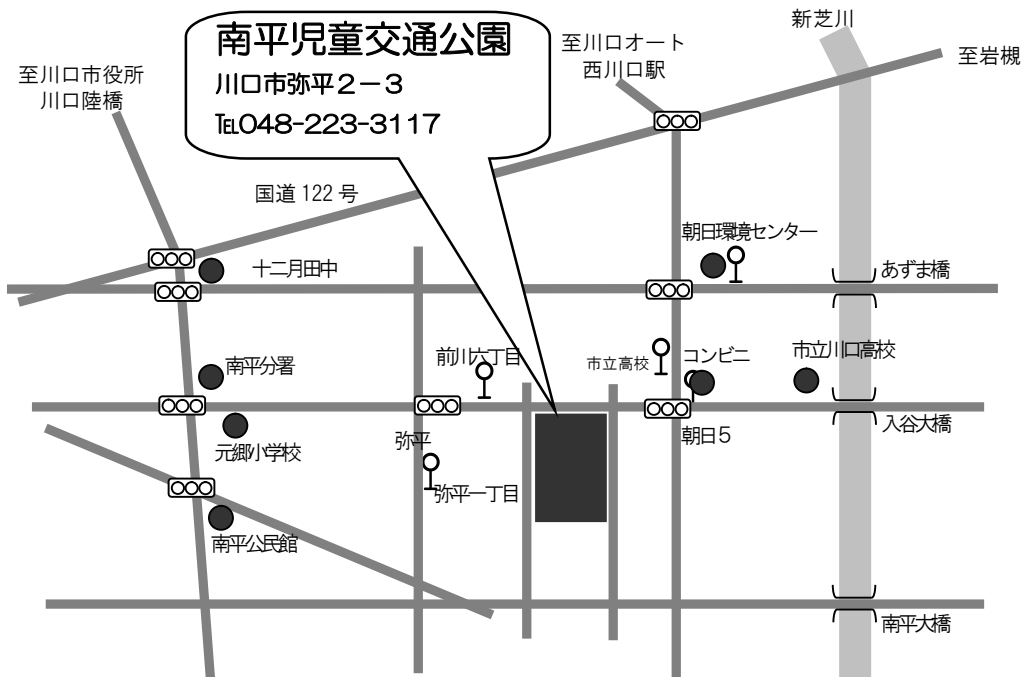 新芝川
南平児童交通公園
川口市弥平2−3
℡048-223-3117
至川口オート
西川口駅
至岩槻
至川口市役所
川口陸橋
国道122号
朝日環境センター
十二月田中
あずま橋
前川六丁目
市立高校
コンビニ
市立川口高校
南平分署
入谷大橋
元郷小学校
弥平
朝日5
弥平一丁目
南平公民館
南平大橋